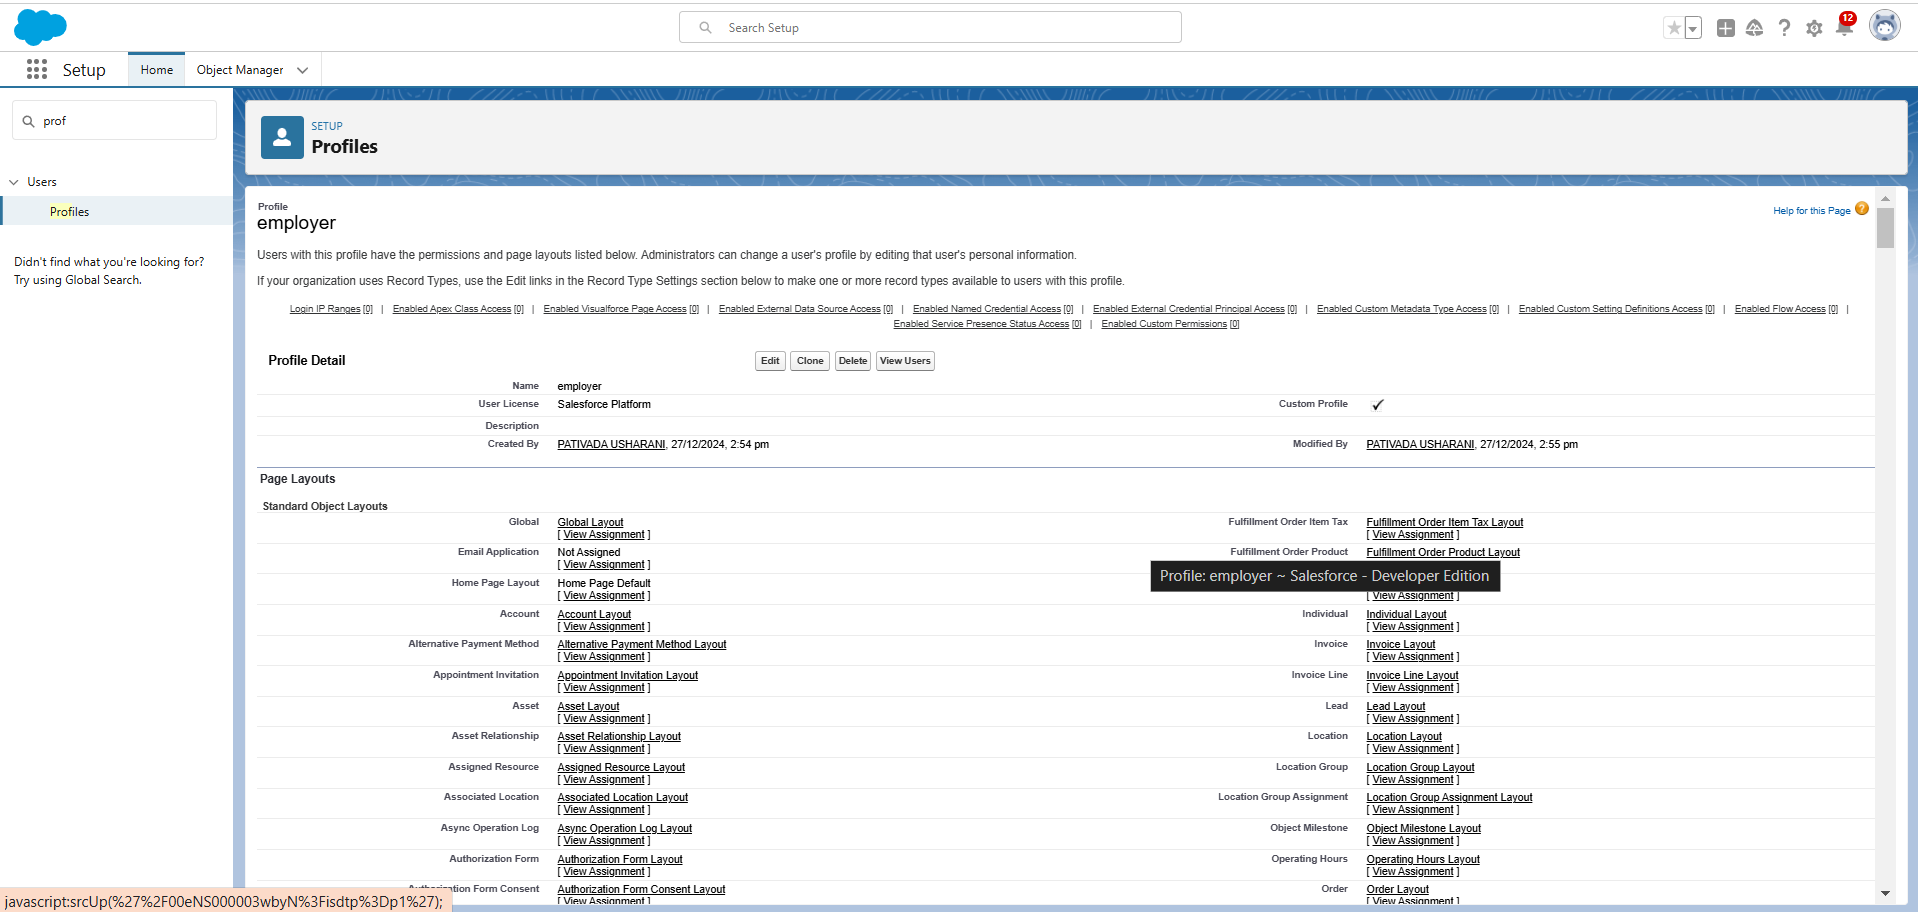 Search Setup
12
Setup
Home
Object Manager
prof
Users
Profiles
Didn't find what you're looking for?
Try using Global Search.
SETUP
Profiles
Profile
employer
Help for this Page
Users with this profile have the permissions and page layouts listed below. Administrators can change a user's profile by editing that user's personal information.
If your organization uses Record Types, use the Edit links in the Record Type Settings section below to make one or more record types available to users with this profile.
Login IP Ranges [0] | Enabled Apex Class Access [0] | Enabled Visualforce Page Access [0] | Enabled External Data Source Access [0] | Enabled Named Credential Access [0] | Enabled External Credential Principal Access [0] | Enabled Custom Metadata Type Access [0] | Enabled Custom Setting Definitions Access [0] | Enabled Flow Access [0] |
Enabled Service Presence Status Access [0] | Enabled Custom Permissions [0]
Profile Detail
Edit Clone Delete View Users
Name employer
User License Salesforce Platform Custom Profile
Description
Created By PATIVADA USHARANI, 27/12/2024, 2:54 pm Modified By PATIVADA USHARANI, 27/12/2024, 2:55 pm
Page Layouts
Standard Object Layouts
Global Global Layout Fulfillment Order Item Tax Fulfillment Order Item Tax Layout
[ View Assignment ] [ View Assignment ]
Email Application Not Assigned Fulfillment Order Product Fulfillment Order Product Layout
[ View Assignment ]
Profile: employer ~ Salesforce - Developer Edition
Home Page Layout Home Page Default
[ View Assignment ] [ View Assignment ]
Account Account Layout Individual Individual Layout
[ View Assignment ] [ View Assignment ]
Alternative Payment Method Alternative Payment Method Layout Invoice Invoice Layout
[ View Assignment ] [ View Assignment ]
Appointment Invitation Appointment Invitation Layout Invoice Line Invoice Line Layout
[ View Assignment ] [ View Assignment ]
Asset Asset Layout Lead Lead Layout
[ View Assignment ] [ View Assignment ]
Asset Relationship Asset Relationship Layout Location Location Layout
[ View Assignment ] [ View Assignment ]
Assigned Resource Assigned Resource Layout Location Group Location Group Layout
[ View Assignment ] [ View Assignment ]
Associated Location Associated Location Layout Location Group Assignment Location Group Assignment Layout
[ View Assignment ] [ View Assignment ]
Async Operation Log Async Operation Log Layout Object Milestone Object Milestone Layout
[ View Assignment ] [ View Assignment ]
Authorization Form Authorization Form Layout Operating Hours Operating Hours Layout
[ View Assignment ] [ View Assignment ]
Authorization Form Consent Authorization Form Consent Layout Order Order Layout
[ View Assignment ] [ View Assignment ]
javascript:srcUp(%27%2F00eNS000003wbyN%3Fisdtp%3Dp1%27);